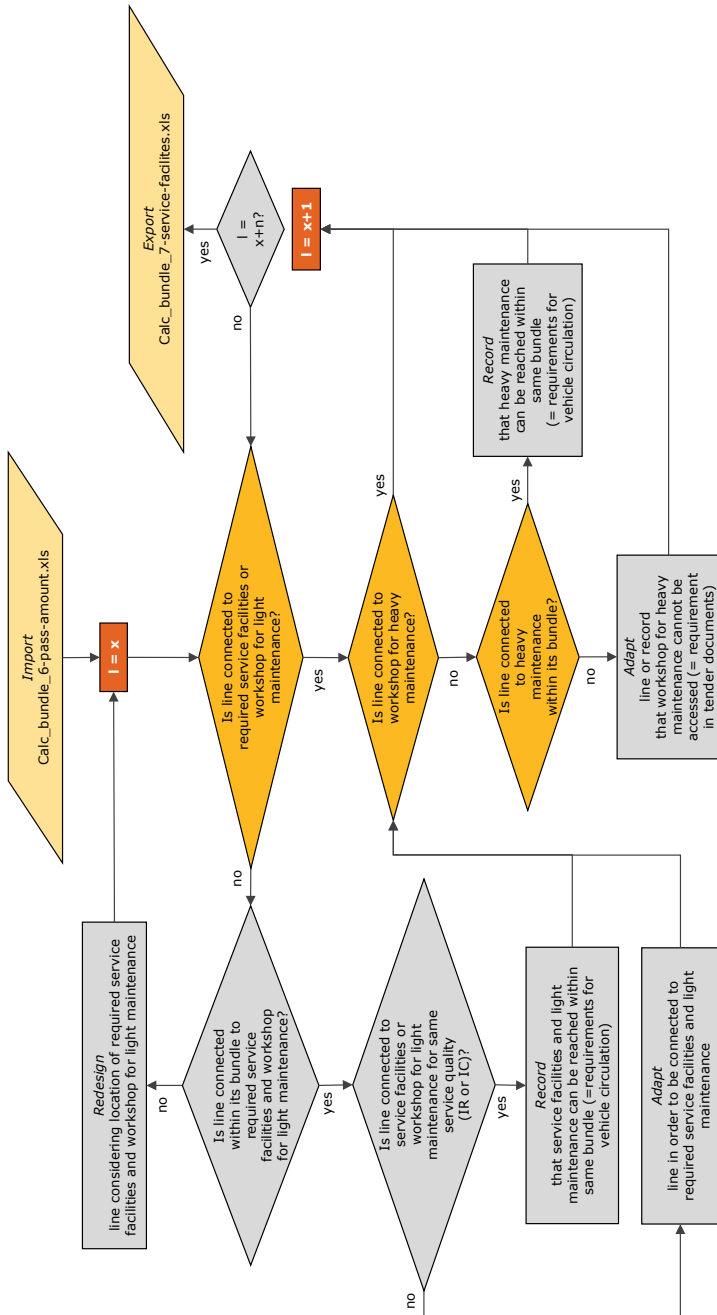 Import
Calc_bundle_6-pass-amount.xls
Export
Calc_bundle_7-service-facilites.xls
Redesign
line considering location of required service
facilities and workshop for light maintenance
l = x
yes
l =
x+n?
no
no
l = x+1
Is line connected
within its bundle to
required service
facilities and workshop
for light maintenance?
no
Is line connected to
required service facilities or
workshop for light
maintenance?
yes
yes
Is line connected to
service facilities or
workshop for light
maintenance for same
service quality
(IR or IC)?
Is line connected to
workshop for heavy
maintenance?
yes
no
yes
no
Record
that service facilities and light
maintenance can be reached within
same bundle (=requirements for
vehicle circulation)
Is line connected
to heavy
maintenance
within its bundle?
yes
Record
that heavy maintenance
can be reached within
same bundle
(= requirements for
vehicle circulation)
no
Adapt
line in order to be connected to
required service facilities and light
maintenance
Adapt
line or record
that workshop for heavy
maintenance cannot be
accessed (= requirement
in tender documents)